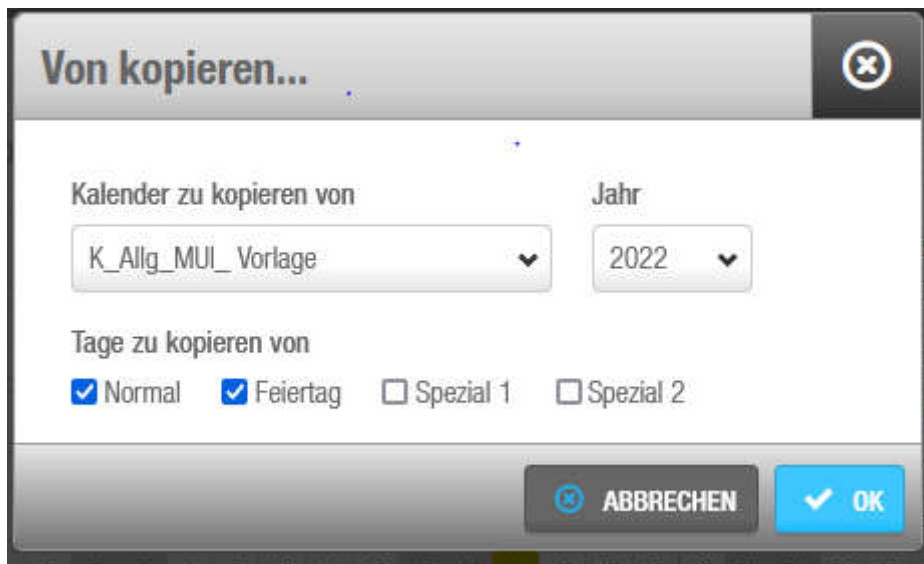 Von kopieren...
Kalender zu kopieren von Jahr
K_Allg_MUI_ Vorlage 2022
Tage zu kopieren von
Normal Feiertag Spezial 1 Spezial 2
ABBRECHEN OK